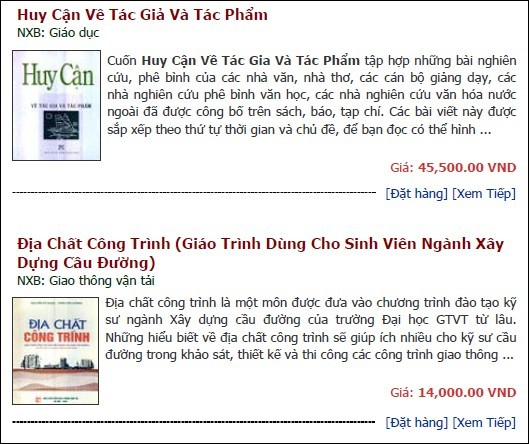 Huy Cận Về Tác Giả Và Tác Phẩm
NXB: Giáo dục
Huy Cận
VỀ TÁC GIA VÀ TÁC PHẨM
Cuốn Huy Cận Về Tác Gia Và Tác Phẩm tập hợp những bài nghiên
cứu, phê bình của các nhà văn, nhà thơ, các cán bộ giảng dạy, các
nhà nghiên cứu phê bình văn học, các nhà nghiên cứu văn hóa nước
ngoài đã được công bố trên sách, báo, tạp chí. Các bài viết này được
sắp xếp theo thứ tự thời gian và chủ đề, để bạn đọc có thể hình ...
Giá: 45,500.00 VND
[Đặt hàng] [Xem Tiếp]
Địa Chất Công Trình (Giáo Trình Dùng Cho Sinh Viên Ngành Xây
Dựng Cầu Đường)
NXB: Giao thông vận tải
ĐỊA CHẤT
CÔNG TRÌNH
Địa chất công trình là một môn được đưa vào chương trình đào tạo kỹ
sư ngành Xây dựng cầu đường của trường Đại học GTVT từ lâu.
Những hiểu biết về địa chất công trình sẽ giúp ích nhiều cho kỹ sư cầu
đường trong khảo sát, thiết kế và thi công các công trình giao thông ...
Giá: 14,000.00 VND
[Đặt hàng] [Xem Tiếp]